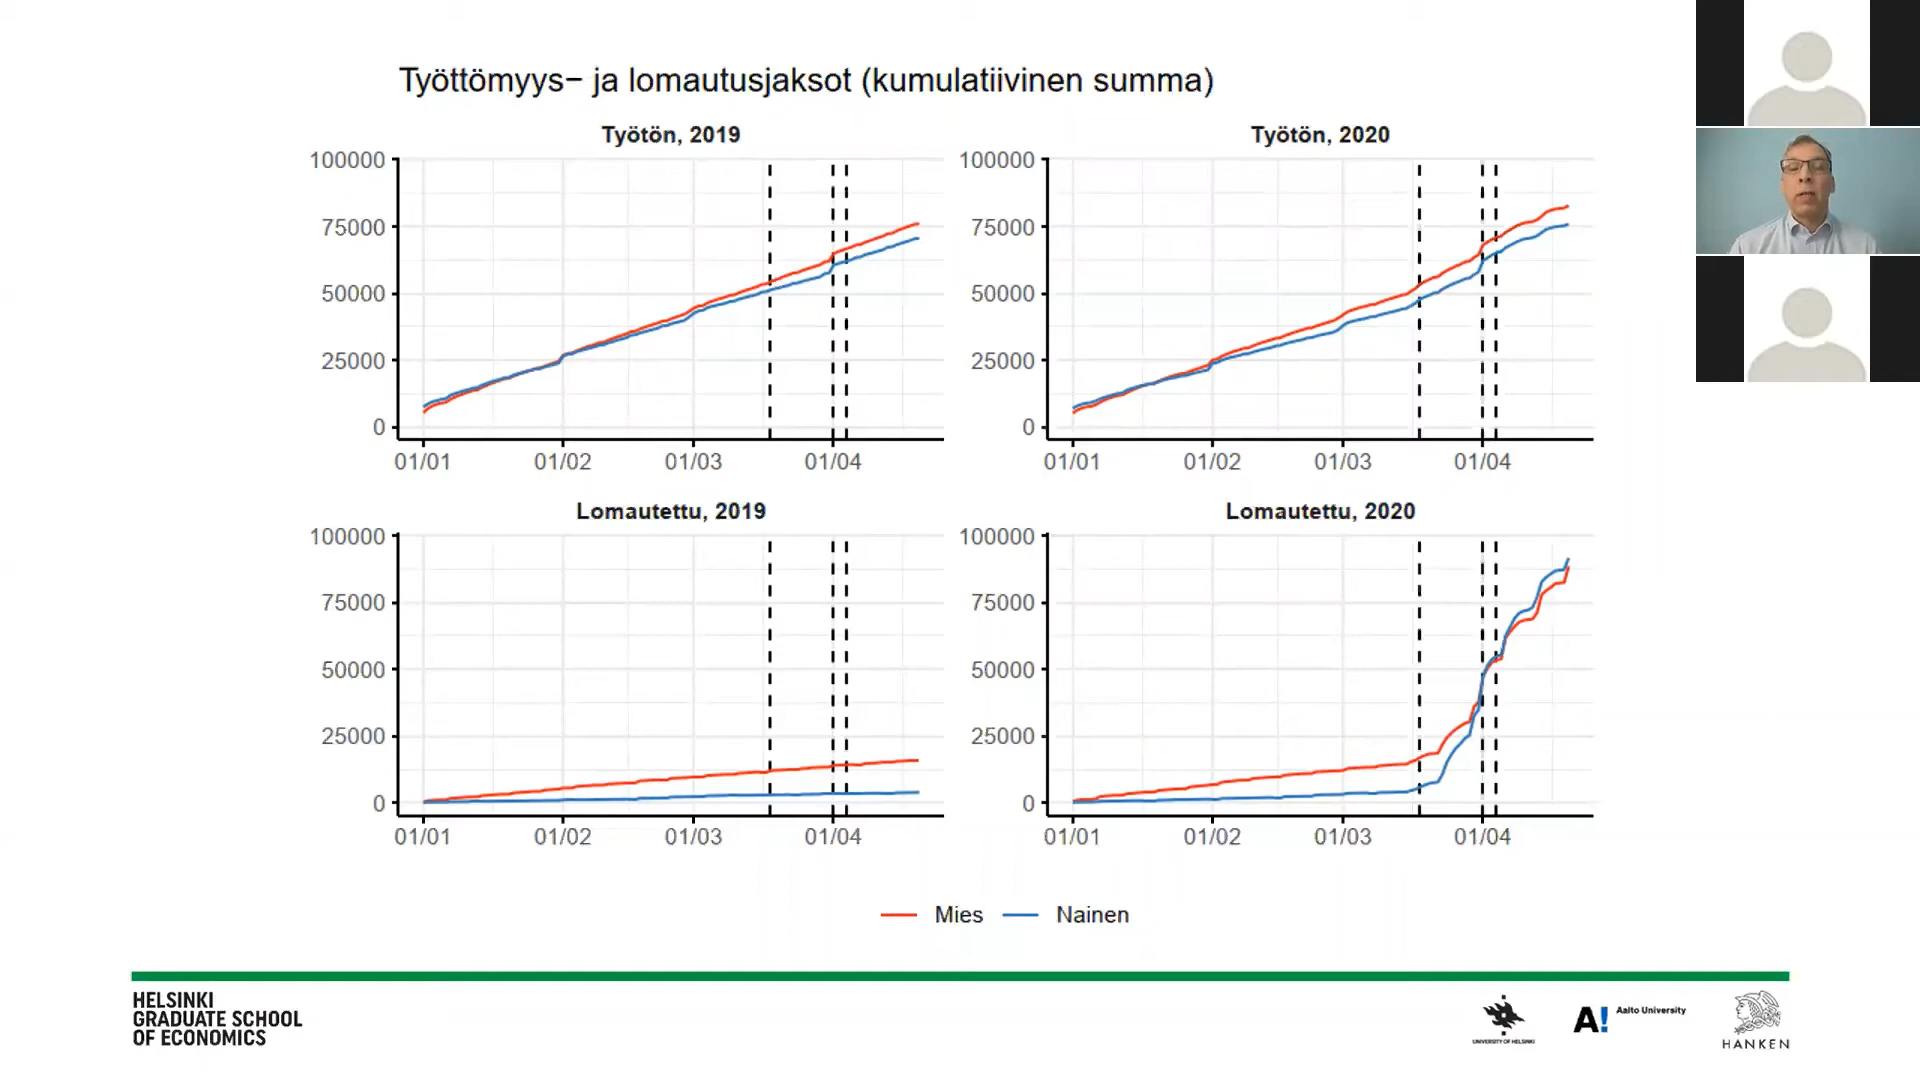 Työttömyys− ja lomautusjaksot (kumulatiivinen summa)
Työtön, 2019
100000
75000
50000
25000
0
01/01 01/02 01/03 01/04
Työtön, 2020
100000
75000
50000
25000
0
01/01 01/02 01/03 01/04
Lomautettu, 2019
100000
75000
50000
25000
0
01/01 01/02 01/03 01/04
Lomautettu, 2020
100000
75000
50000
25000
0
01/01 01/02 01/03 01/04
Mies Nainen
HELSINKI
GRADUATE SCHOOL
OF ECONOMICS
UNIVERSITY OF HELSINKI
A! Aalto University
HANKEN